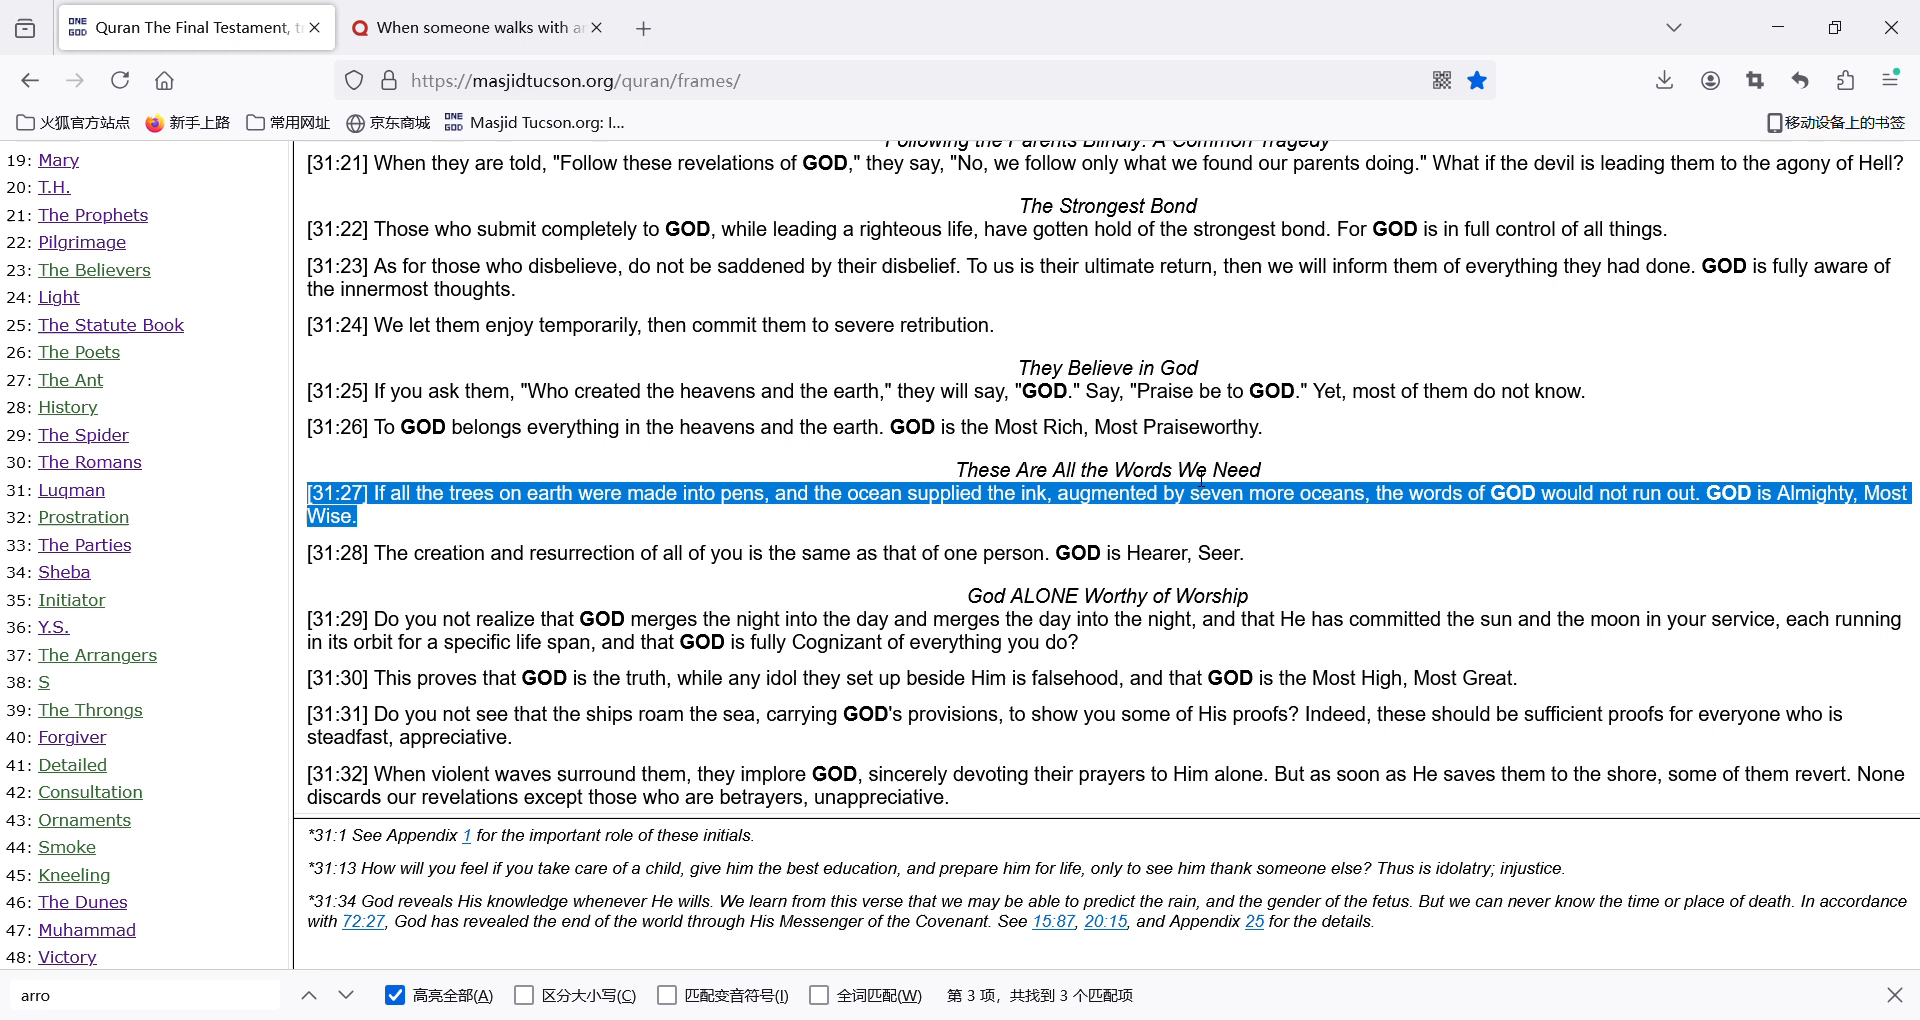 ONE GOD Quran The Final Testament, t
When someone walks with ar
https://masjidtucson.org/quran/frames/
火狐官方站点 新手上路 常用网址 京东商城 ONE GOD Masjid Tucson.org: I... 移动设备上的书签
19: Mary
20: T.H.
21: The Prophets
22: Pilgrimage
23: The Believers
24: Light
25: The Statute Book
26: The Poets
27: The Ant
28: History
29: The Spider
30: The Romans
31: Luqman
32: Prostration
33: The Parties
34: Sheba
35: Initiator
36: Y.S.
37: The Arrangers
38: S
39: The Throngs
40: Forgiver
41: Detailed
42: Consultation
43: Ornaments
44: Smoke
45: Kneeling
46: The Dunes
47: Muhammad
48: Victory
Following the Parents Blindly: A Common Tragedy
[31:21] When they are told, "Follow these revelations of GOD," they say, "No, we follow only what we found our parents doing." What if the devil is leading them to the agony of Hell?
The Strongest Bond
[31:22] Those who submit completely to GOD, while leading a righteous life, have gotten hold of the strongest bond. For GOD is in full control of all things.
[31:23] As for those who disbelieve, do not be saddened by their disbelief. To us is their ultimate return, then we will inform them of everything they had done. GOD is fully aware of
the innermost thoughts.
[31:24] We let them enjoy temporarily, then commit them to severe retribution.
They Believe in God
[31:25] If you ask them, "Who created the heavens and the earth," they will say, "GOD." Say, "Praise be to GOD." Yet, most of them do not know.
[31:26] To GOD belongs everything in the heavens and the earth. GOD is the Most Rich, Most Praiseworthy.
These Are All the Words We Need
[31:27] If all the trees on earth were made into pens, and the ocean supplied the ink, augmented by seven more oceans, the words of GOD would not run out. GOD is Almighty, Most
Wise.
[31:28] The creation and resurrection of all of you is the same as that of one person. GOD is Hearer, Seer.
God ALONE Worthy of Worship
[31:29] Do you not realize that GOD merges the night into the day and merges the day into the night, and that He has committed the sun and the moon in your service, each running
in its orbit for a specific life span, and that GOD is fully Cognizant of everything you do?
[31:30] This proves that GOD is the truth, while any idol they set up beside Him is falsehood, and that GOD is the Most High, Most Great.
[31:31] Do you not see that the ships roam the sea, carrying GOD's provisions, to show you some of His proofs? Indeed, these should be sufficient proofs for everyone who is
steadfast, appreciative.
[31:32] When violent waves surround them, they implore GOD, sincerely devoting their prayers to Him alone. But as soon as He saves them to the shore, some of them revert. None
discards our revelations except those who are betrayers, unappreciative.
*31:1 See Appendix 1 for the important role of these initials.
*31:13 How will you feel if you take care of a child, give him the best education, and prepare him for life, only to see him thank someone else? Thus is idolatry; injustice.
*31:34 God reveals His knowledge whenever He wills. We learn from this verse that we may be able to predict the rain, and the gender of the fetus. But we can never know the time or place of death. In accordance
with 72:27, God has revealed the end of the world through His Messenger of the Covenant. See 15:87, 20:15, and Appendix 25 for the details.
arro 高亮全部(A) 区分大小写(C) 匹配变音符号(I) 全词匹配(W) 第 3 项，共找到 3 个匹配项